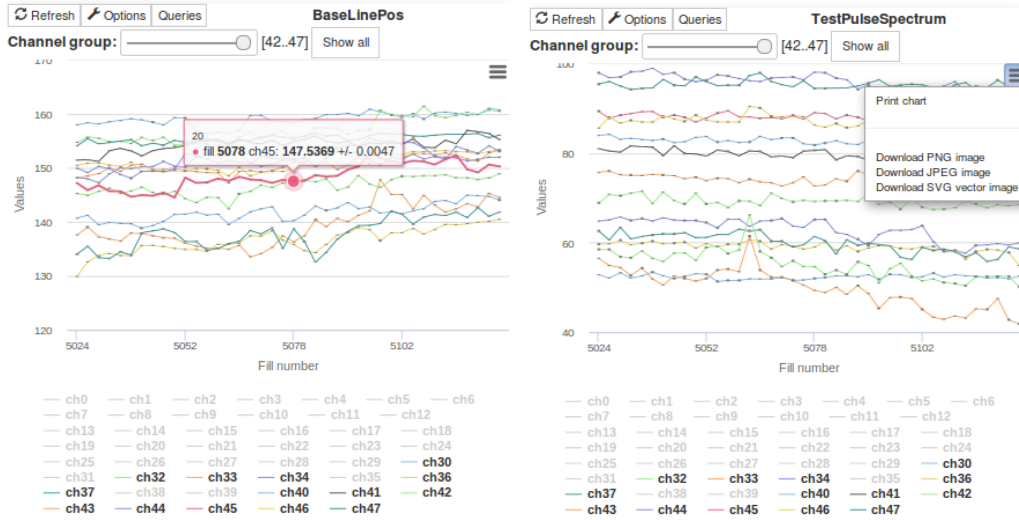 Refresh Options Queries BaseLinePos
Channel group: [42..47] Show all
170
160
150
140
130
120
Values
20
fill 5078 ch45: 147.5369 +/- 0.0047
5024 5052 5078 5102
Fill number
ch0 ch1 ch2 ch3 ch4 ch5 ch6
ch7 ch8 ch9 ch10 ch11 ch12
ch13 ch14 ch15 ch16 ch17 ch18
ch19 ch20 ch21 ch22 ch23 ch24
ch25 ch26 ch27 ch28 ch29 ch30
ch31 ch32 ch33 ch34 ch35 ch36
ch37 ch38 ch39 ch40 ch41 ch42
ch43 ch44 ch45 ch46 ch47
Refresh Options Queries TestPulseSpectrum
Channel group: [42..47] Show all
100
80
60
40
Values
Print chart
Download PNG image
Download JPEG image
Download SVG vector image
5024 5052 5078 5102
Fill number
ch0 ch1 ch2 ch3 ch4 ch5 ch6
ch7 ch8 ch9 ch10 ch11 ch12
ch13 ch14 ch15 ch16 ch17 ch18
ch19 ch20 ch21 ch22 ch23 ch24
ch25 ch26 ch27 ch28 ch29 ch30
ch31 ch32 ch33 ch34 ch35 ch36
ch37 ch38 ch39 ch40 ch41 ch42
ch43 ch44 ch45 ch46 ch47